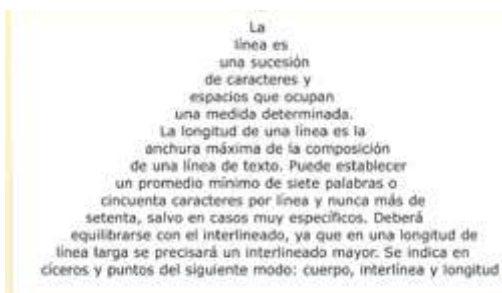 La
línea es
una sucesión
de caracteres y
espacios que ocupan
una medida determinada.
La longitud de una línea es la
anchura máxima de la composición
de una línea de texto. Puede establecer
un promedio mínimo de siete palabras o
cincuenta caracteres por línea y nunca más de
setenta, salvo en casos muy específicos. Deberá
equilibrarse con el interlineado, ya que en una longitud de
línea larga se precisará un interlineado mayor. Se indica en
cíceros y puntos del siguiente modo: cuerpo, interlínea y longitud